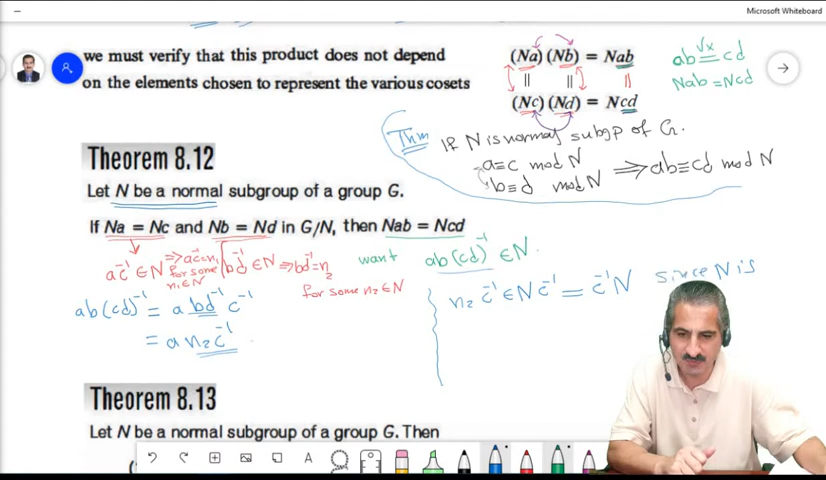 Microsoft Whiteboard
we must verify that this product does not depend
on the elements chosen to represent the various cosets
(Na)(Nb) = Nab
(Nc)(Nd) = Ncd
ab = cd
Nab = Ncd
Thm If N is normal subgp of G.
a ≡ c mod N
b ≡ d mod N ⟹ ab ≡ cd mod N
Theorem 8.12
Let N be a normal subgroup of a group G.
If Na = Nc and Nb = Nd in G/N, then Nab = Ncd
ac⁻¹ ∈ N ⟹ ac⁻¹ = n₁ for some n₁ ∈ N
bd⁻¹ ∈ N ⟹ bd⁻¹ = n₂
for some n₂ ∈ N
want ab(cd)⁻¹ ∈ N.
ab(cd)⁻¹ = a bd⁻¹ c⁻¹
= a n₂ c⁻¹
n₂ c⁻¹ ∈ N c⁻¹ = c⁻¹ N since N is
Theorem 8.13
Let N be a normal subgroup of a group G. Then